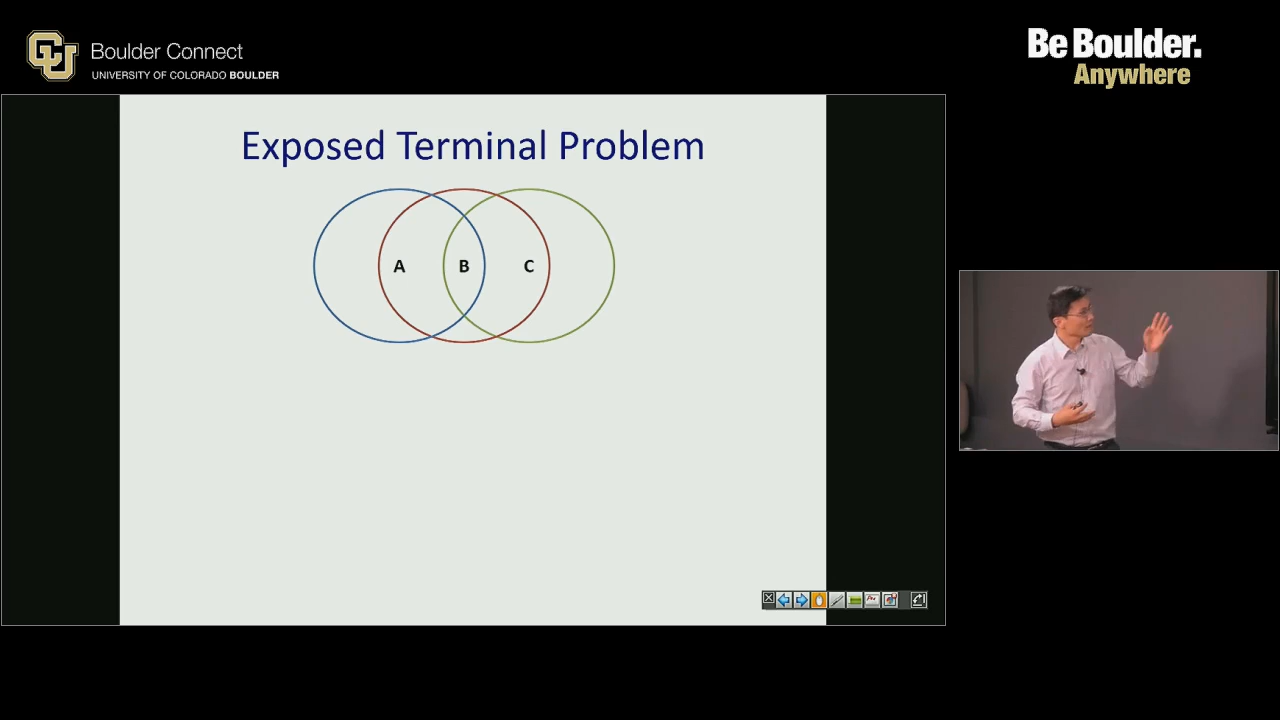 CU
Boulder Connect
UNIVERSITY OF COLORADO BOULDER
Be Boulder.
Anywhere
Exposed Terminal Problem
A B C